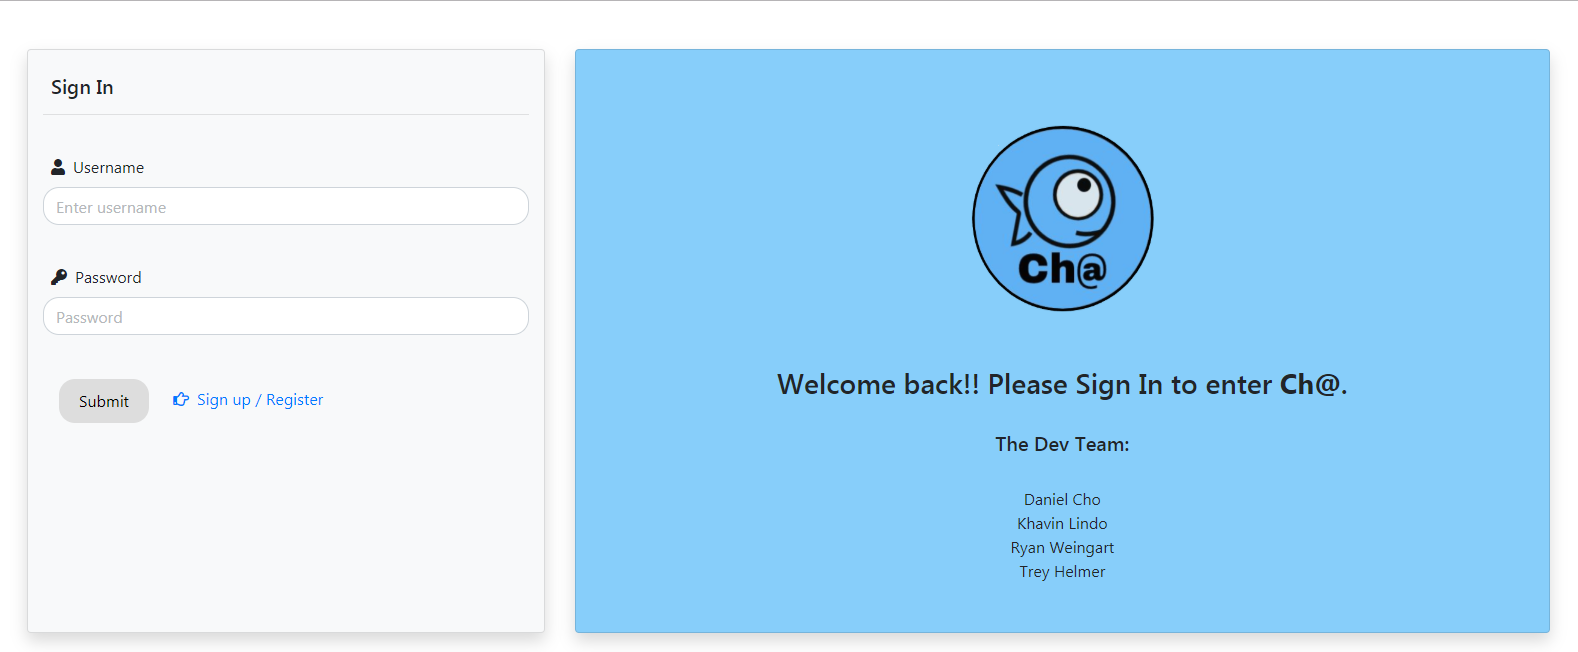 Sign In
Username
Enter username
Password
Password
Submit
Sign up / Register
Ch@
Welcome back!! Please Sign In to enter Ch@.
The Dev Team:
Daniel Cho
Khavin Lindo
Ryan Weingart
Trey Helmer